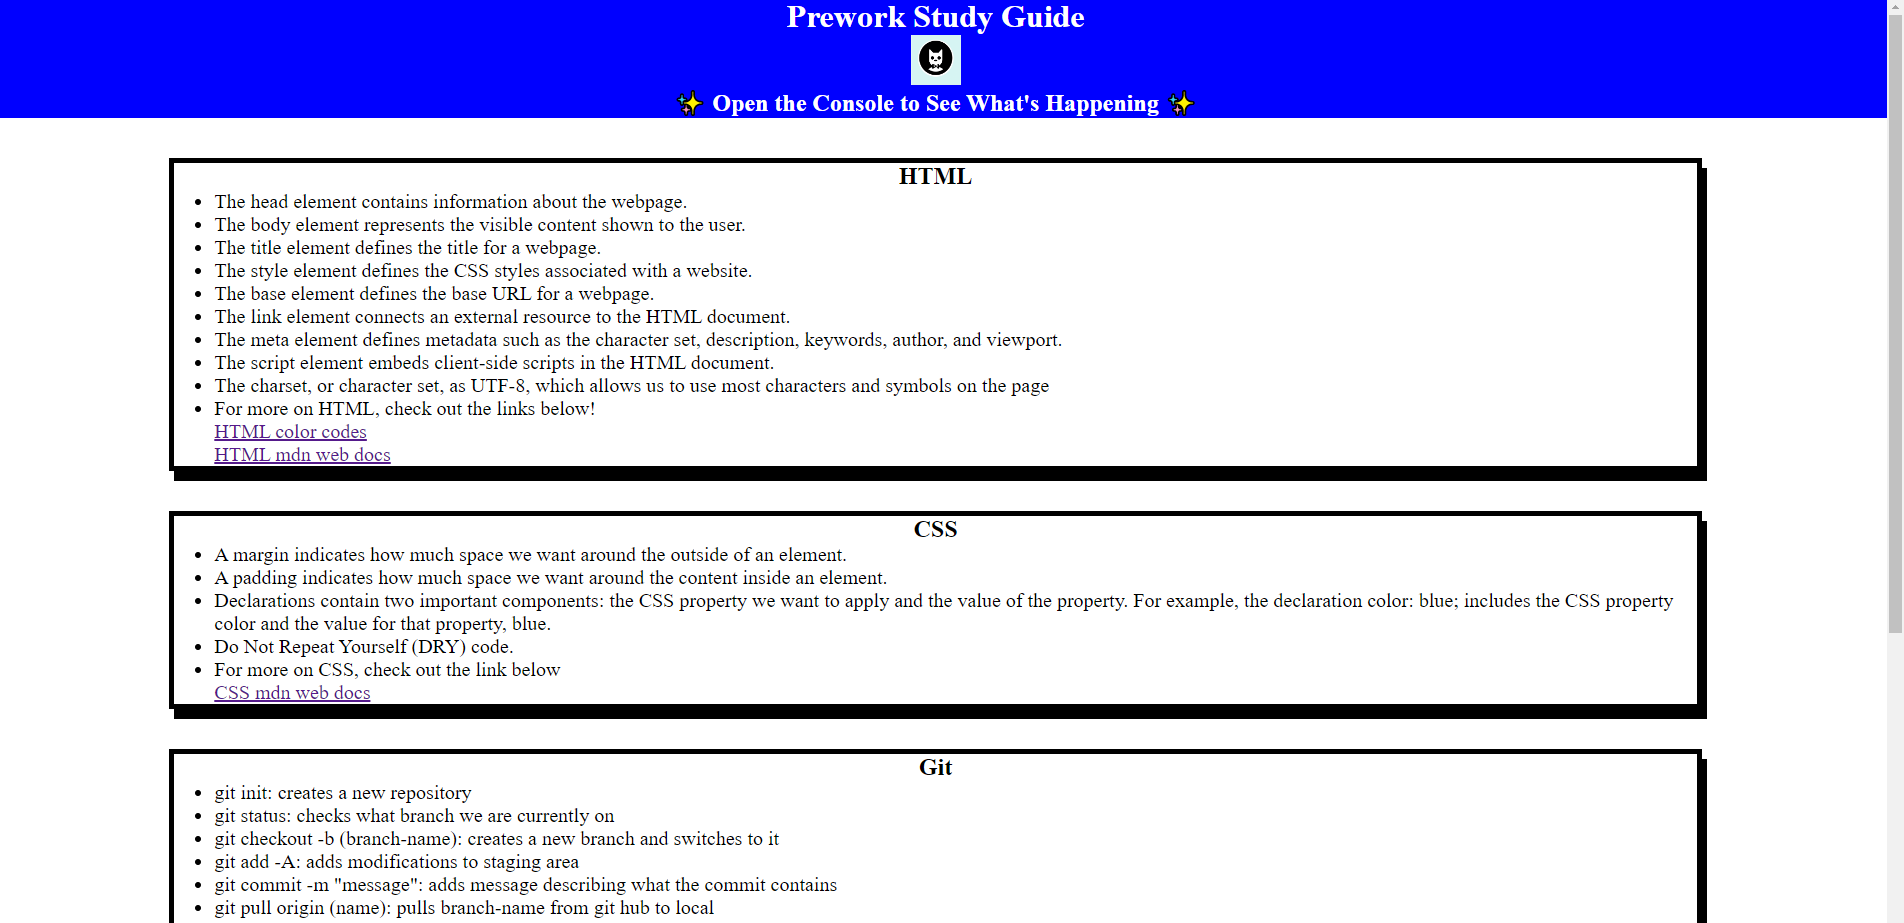 Prework Study Guide
✨ Open the Console to See What's Happening ✨
HTML
The head element contains information about the webpage.
The body element represents the visible content shown to the user.
The title element defines the title for a webpage.
The style element defines the CSS styles associated with a website.
The base element defines the base URL for a webpage.
The link element connects an external resource to the HTML document.
The meta element defines metadata such as the character set, description, keywords, author, and viewport.
The script element embeds client-side scripts in the HTML document.
The charset, or character set, as UTF-8, which allows us to use most characters and symbols on the page
For more on HTML, check out the links below!
HTML color codes
HTML mdn web docs
CSS
A margin indicates how much space we want around the outside of an element.
A padding indicates how much space we want around the content inside an element.
Declarations contain two important components: the CSS property we want to apply and the value of the property. For example, the declaration color: blue; includes the CSS property
color and the value for that property, blue.
Do Not Repeat Yourself (DRY) code.
For more on CSS, check out the link below
CSS mdn web docs
Git
git init: creates a new repository
git status: checks what branch we are currently on
git checkout -b (branch-name): creates a new branch and switches to it
git add -A: adds modifications to staging area
git commit -m "message": adds message describing what the commit contains
git pull origin (name): pulls branch-name from git hub to local